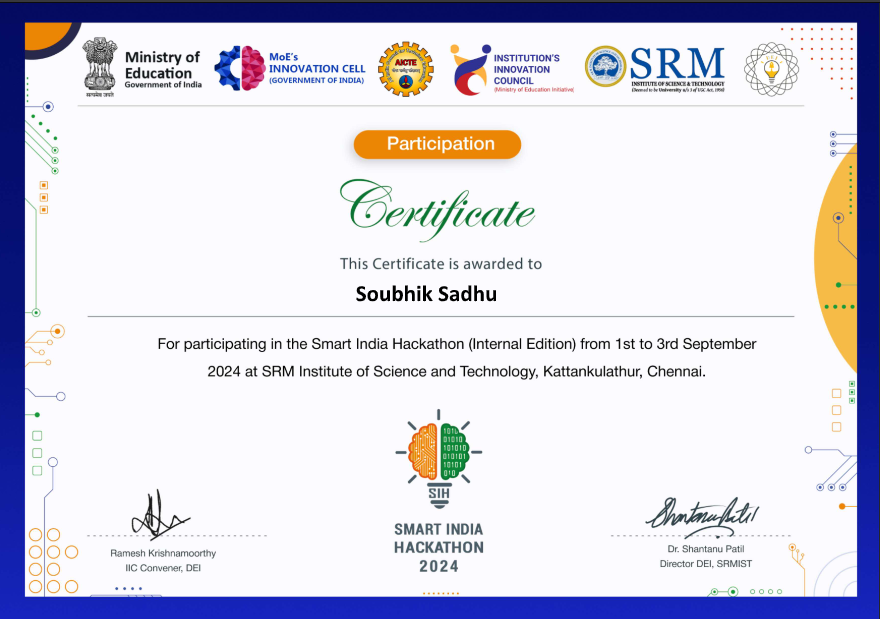 सत्यमेव जयते
Ministry of
Education
Government of India
MoE's
INNOVATION CELL
(GOVERNMENT OF INDIA)
AICTE
INSTITUTION'S
INNOVATION
COUNCIL
(Ministry of Education Initiative)
SRM
INSTITUTE OF SCIENCE & TECHNOLOGY
(Deemed to be University u/s 3 of UGC Act, 1956)
Participation
Certificate
This Certificate is awarded to
Soubhik Sadhu
For participating in the Smart India Hackathon (Internal Edition) from 1st to 3rd September
2024 at SRM Institute of Science and Technology, Kattankulathur, Chennai.
1010
01010
101010
010101
10101
010
SIH
SMART INDIA
HACKATHON
2024
Ramesh Krishnamoorthy
IIC Convener, DEI
Shantanu Patil
Dr. Shantanu Patil
Director DEI, SRMIST